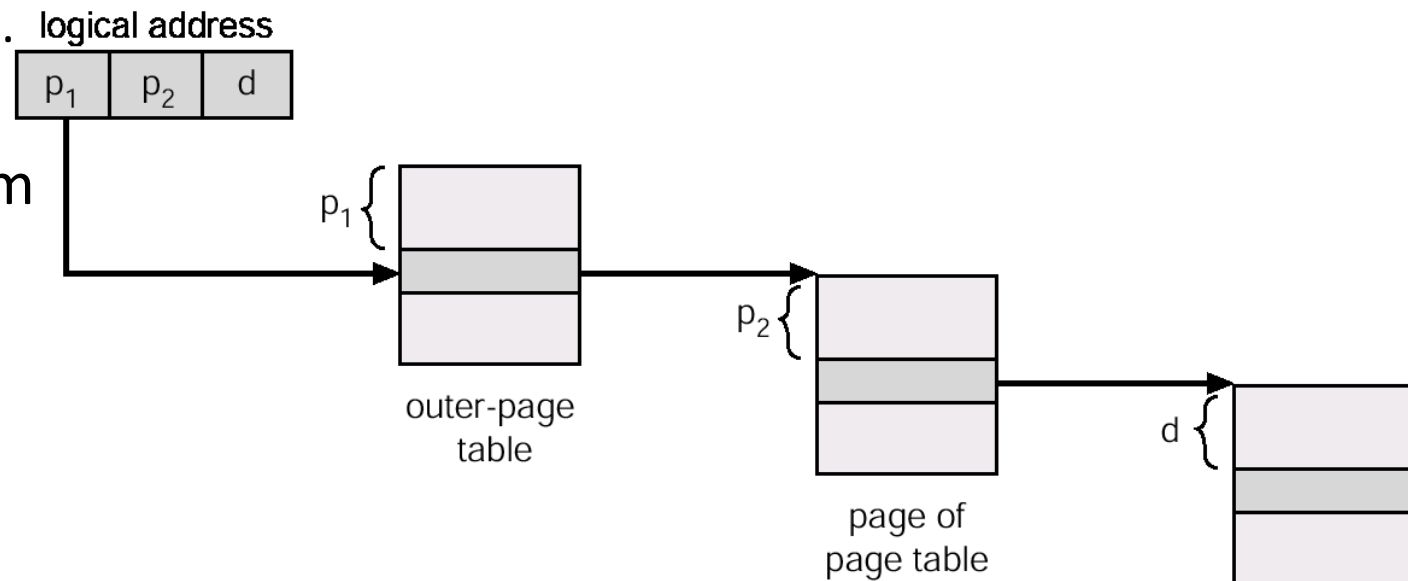 . logical address
p₁ p₂ d
m
p₁
p₂
outer-page
table
d
page of
page table